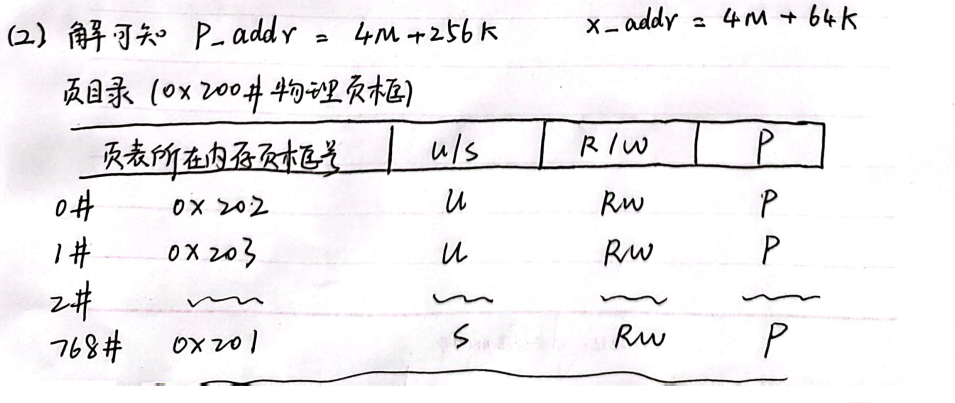 (2) 解可知 P_addr = 4M+256K x_addr = 4M+64K
页目录 (0x200#物理页框)
页表所在内存页框号 U/S R/W P
0# 0x202 U RW P
1# 0x203 U RW P
2#
768# 0x201 S RW P